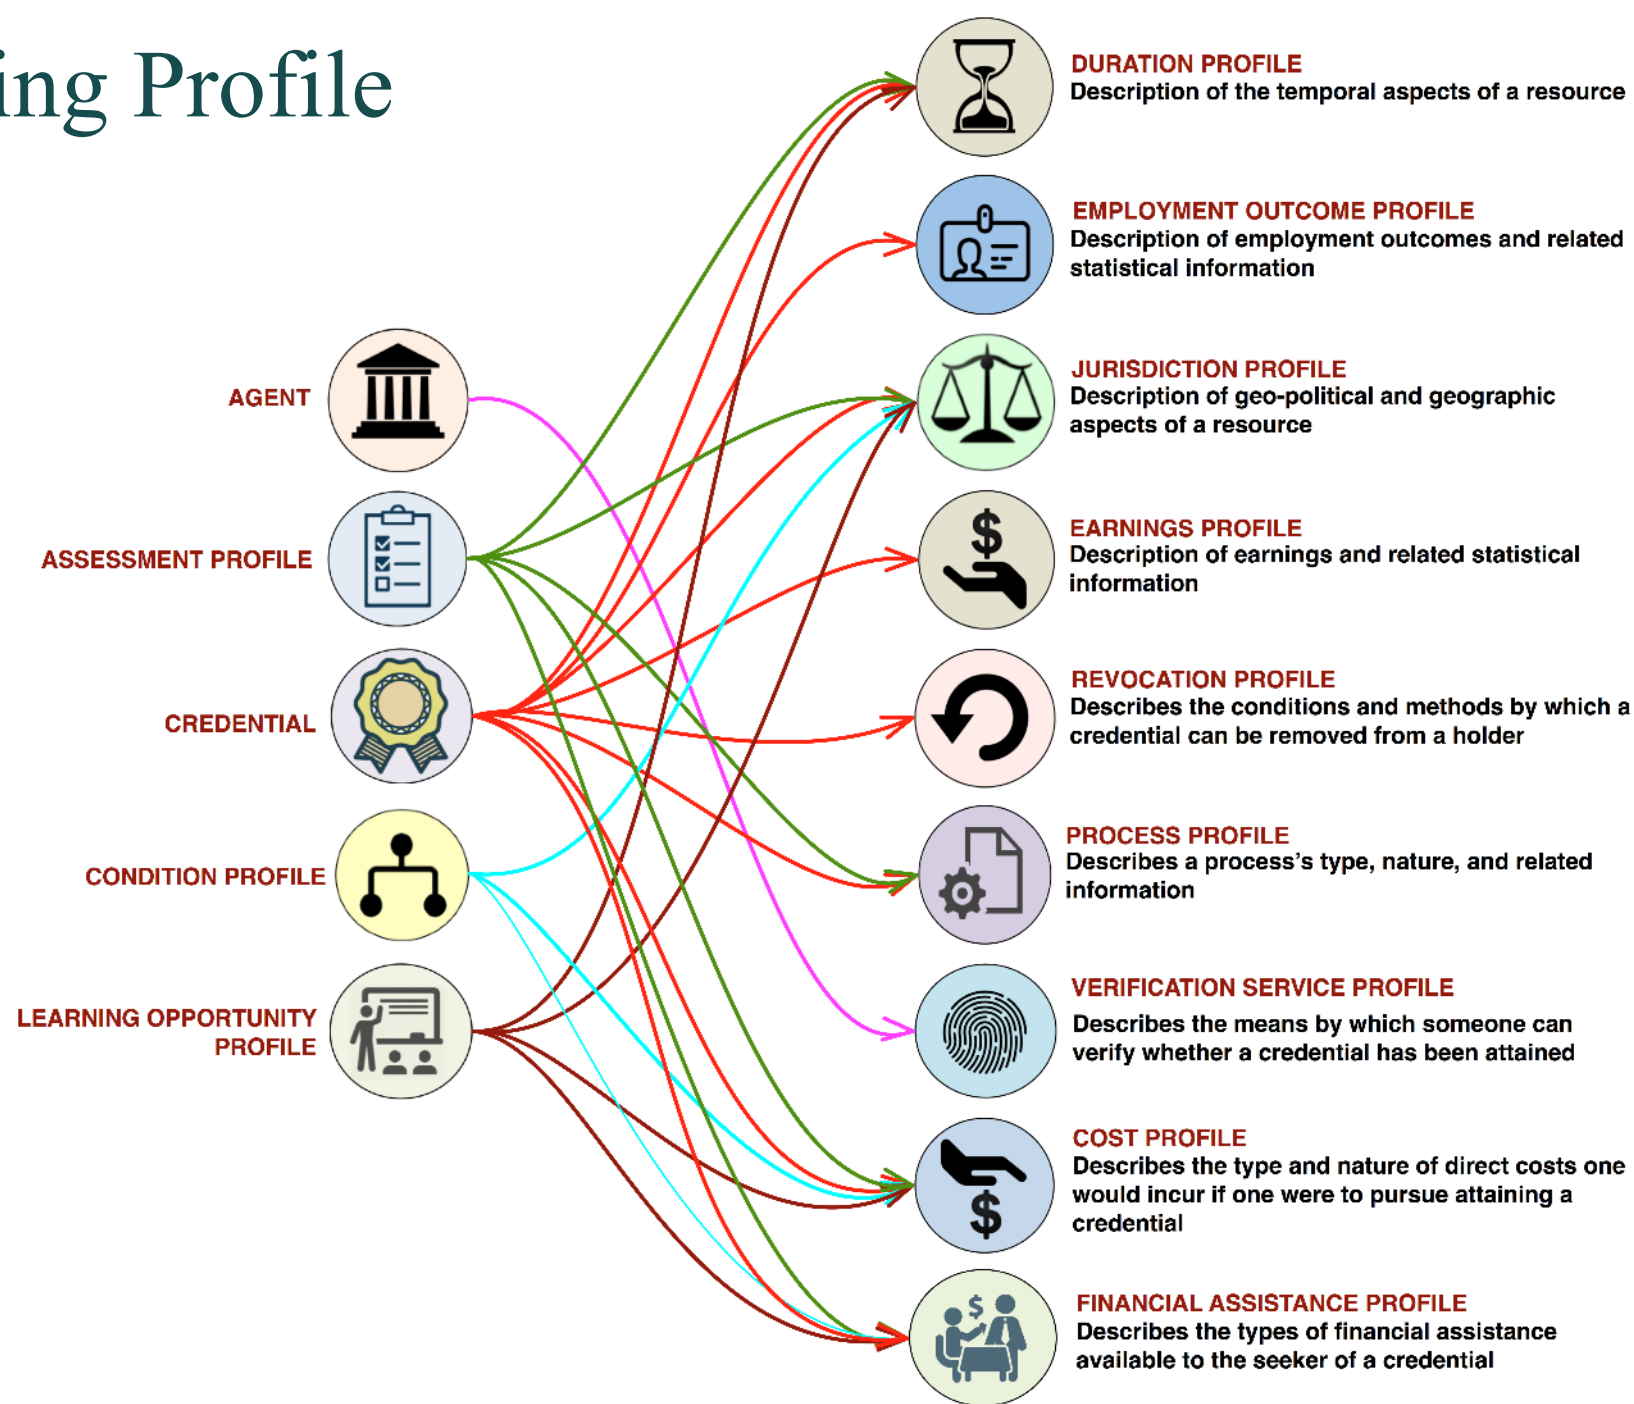 ing Profile
AGENT
ASSESSMENT PROFILE
CREDENTIAL
CONDITION PROFILE
LEARNING OPPORTUNITY
PROFILE
DURATION PROFILE
Description of the temporal aspects of a resource
EMPLOYMENT OUTCOME PROFILE
Description of employment outcomes and related
statistical information
JURISDICTION PROFILE
Description of geo-political and geographic
aspects of a resource
$
EARNINGS PROFILE
Description of earnings and related statistical
information
REVOCATION PROFILE
Describes the conditions and methods by which a
credential can be removed from a holder
PROCESS PROFILE
Describes a process’s type, nature, and related
information
VERIFICATION SERVICE PROFILE
Describes the means by which someone can
verify whether a credential has been attained
$
COST PROFILE
Describes the type and nature of direct costs one
would incur if one were to pursue attaining a
credential
$
FINANCIAL ASSISTANCE PROFILE
Describes the types of financial assistance
available to the seeker of a credential